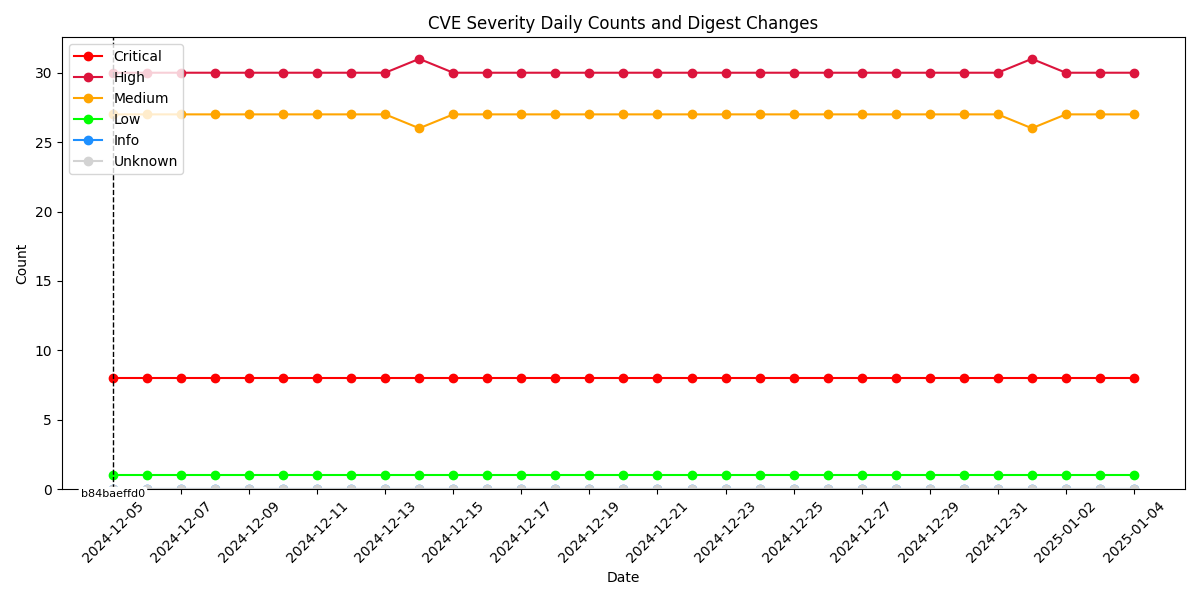 CVE Severity Daily Counts and Digest Changes
Critical
High
Medium
Low
Info
Unknown
Count
30
25
20
15
10
5
0
b84baeffd0
2024-12-05
2024-12-07
2024-12-09
2024-12-11
2024-12-13
2024-12-15
2024-12-17
2024-12-19
2024-12-21
2024-12-23
2024-12-25
2024-12-27
2024-12-29
2024-12-31
2025-01-02
2025-01-04
Date